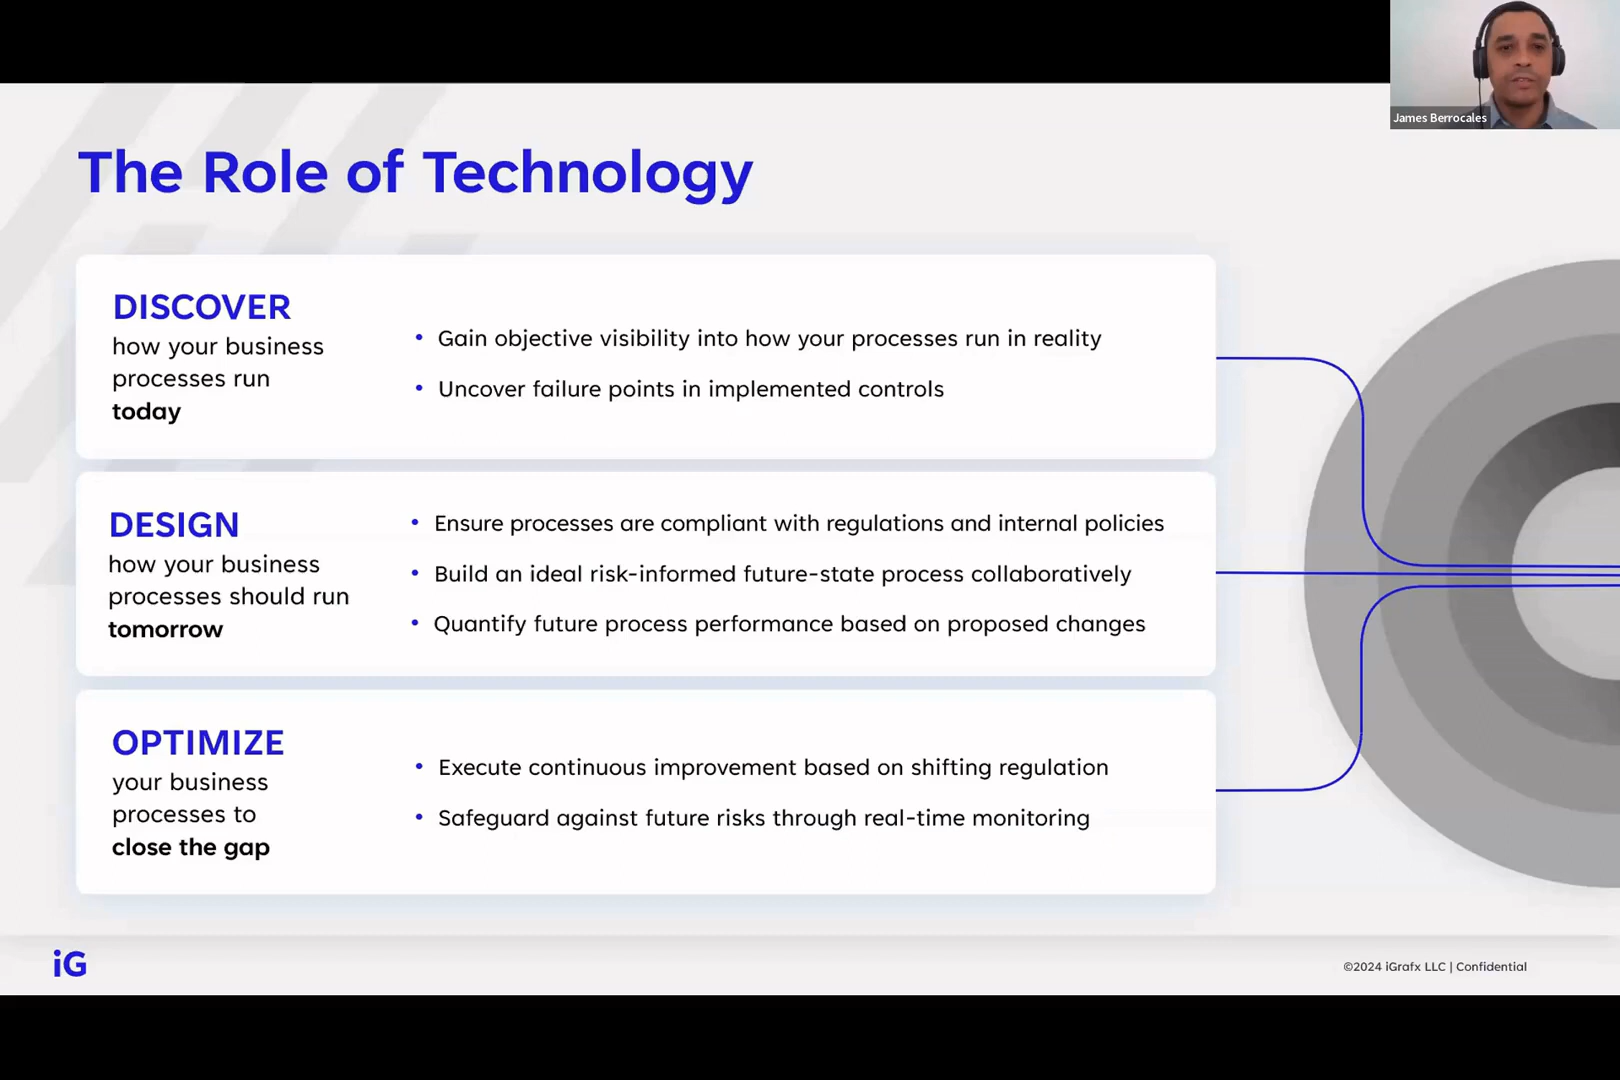 James Berrocales
The Role of Technology
DISCOVER
how your business
processes run
today
• Gain objective visibility into how your processes run in reality
• Uncover failure points in implemented controls
DESIGN
how your business
processes should run
tomorrow
• Ensure processes are compliant with regulations and internal policies
• Build an ideal risk-informed future-state process collaboratively
• Quantify future process performance based on proposed changes
OPTIMIZE
your business
processes to
close the gap
• Execute continuous improvement based on shifting regulation
• Safeguard against future risks through real-time monitoring
iG
©2024 iGrafx LLC | Confidential